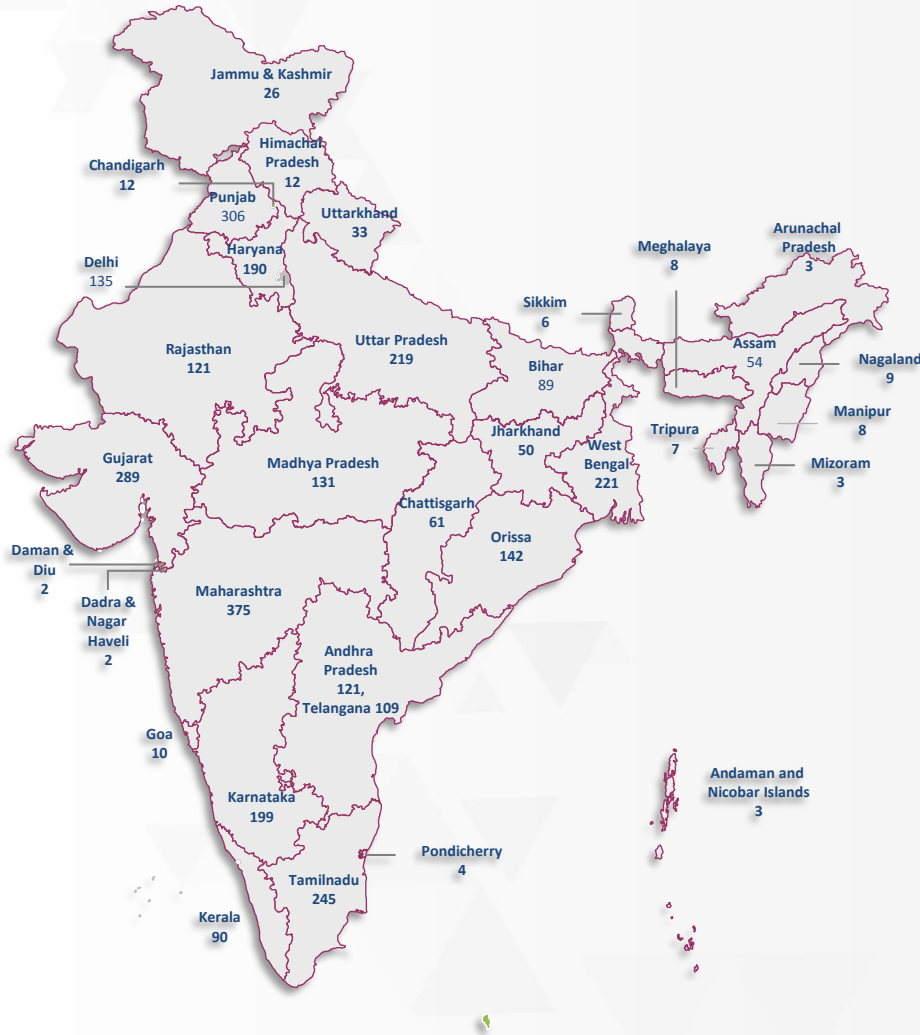 Jammu & Kashmir
26
Himachal
Pradesh
12
Chandigarh
12
Punjab
306
Uttarkhand
33
Haryana
190
Delhi
135
Arunachal
Pradesh
3
Meghalaya
8
Sikkim
6
Rajasthan
121
Uttar Pradesh
219
Bihar
89
Assam
54
Nagaland
9
Manipur
8
Tripura
7
Mizoram
3
Jharkhand
50
West
Bengal
221
Gujarat
289
Madhya Pradesh
131
Chattisgarh
61
Orissa
142
Daman &
Diu
2
Dadra &
Nagar
Haveli
2
Maharashtra
375
Andhra
Pradesh
121,
Telangana 109
Goa
10
Karnataka
199
Andaman and
Nicobar Islands
3
Pondicherry
4
Tamilnadu
245
Kerala
90